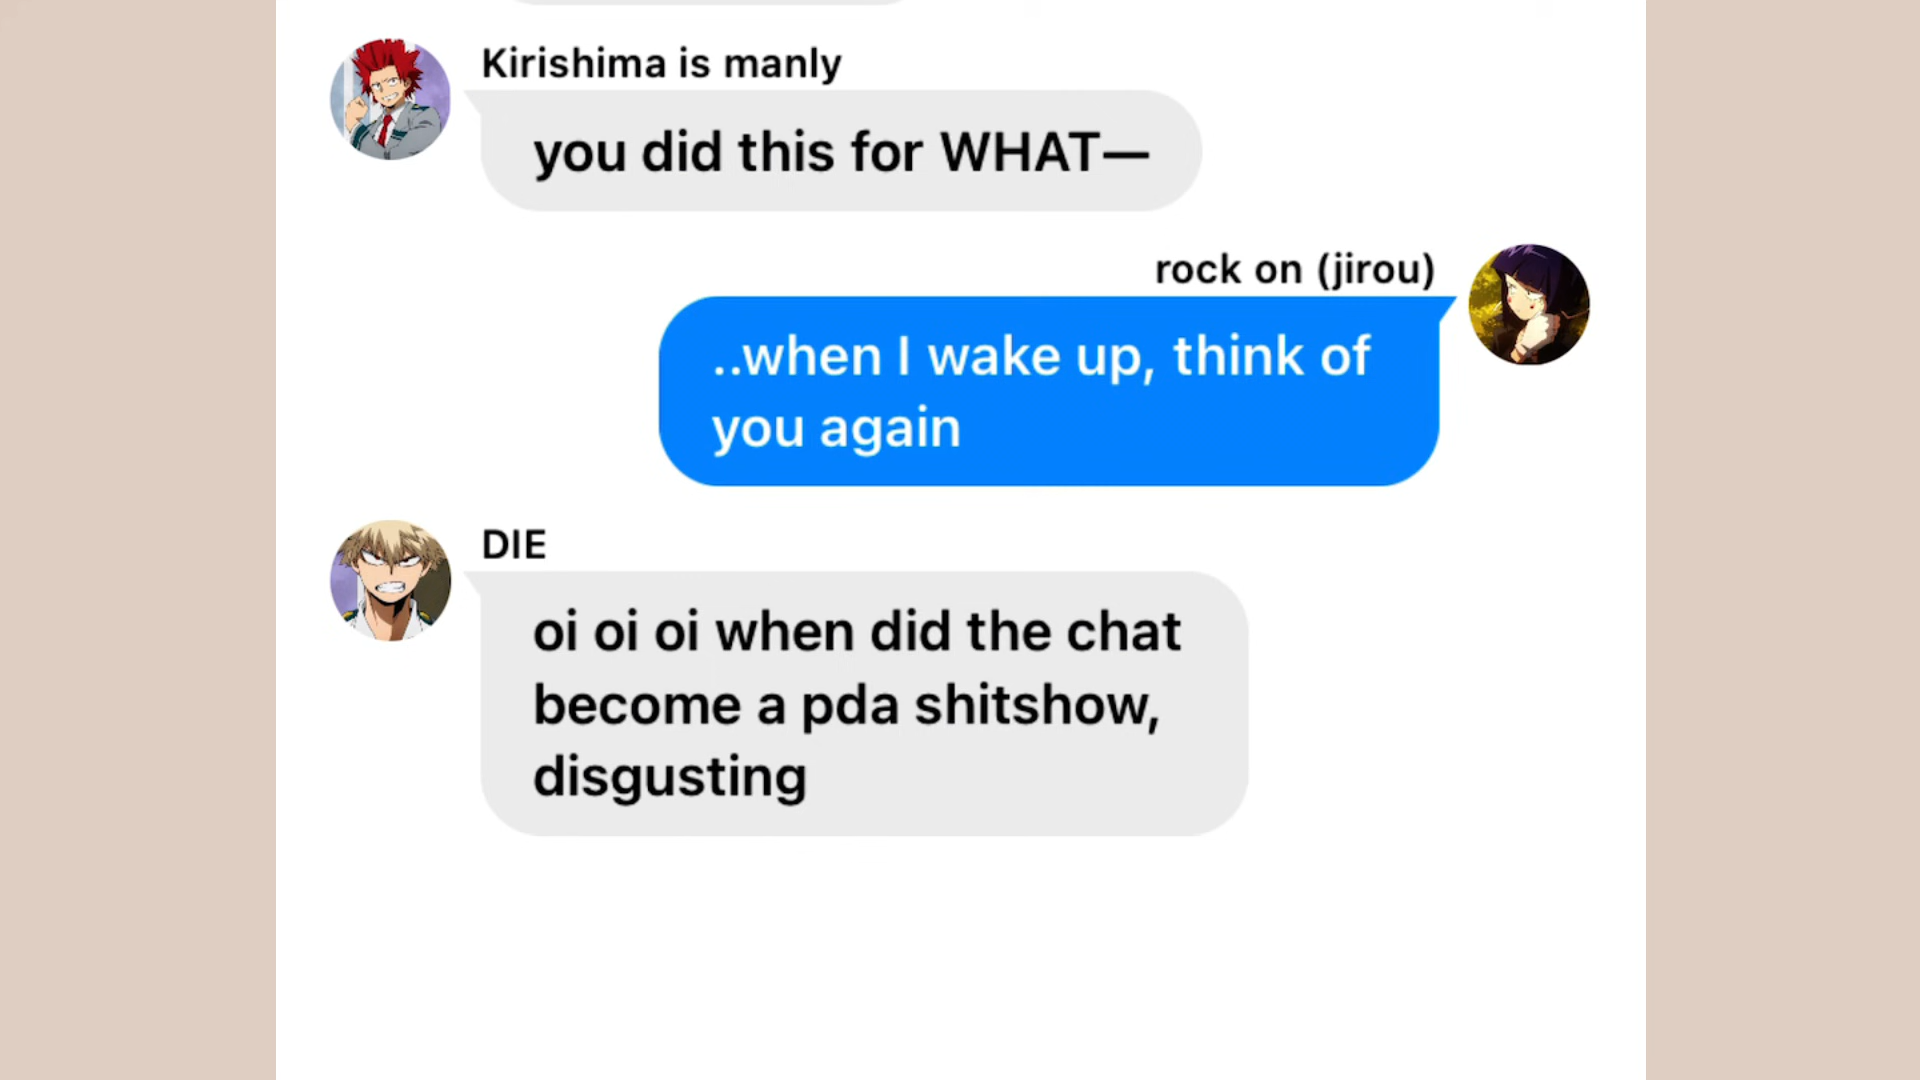 Kirishima is manly
you did this for WHAT—
rock on (jirou)
..when I wake up, think of
you again
DIE
oi oi oi when did the chat
become a pda shitshow,
disgusting